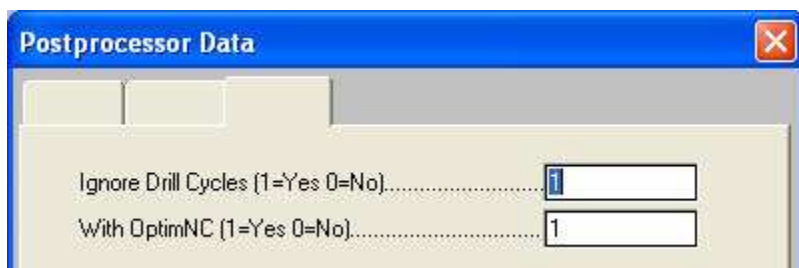 Postprocessor Data
Ignore Drill Cycles (1=Yes 0=No)........................... 1
With OptimNC (1=Yes 0=No)................................ 1